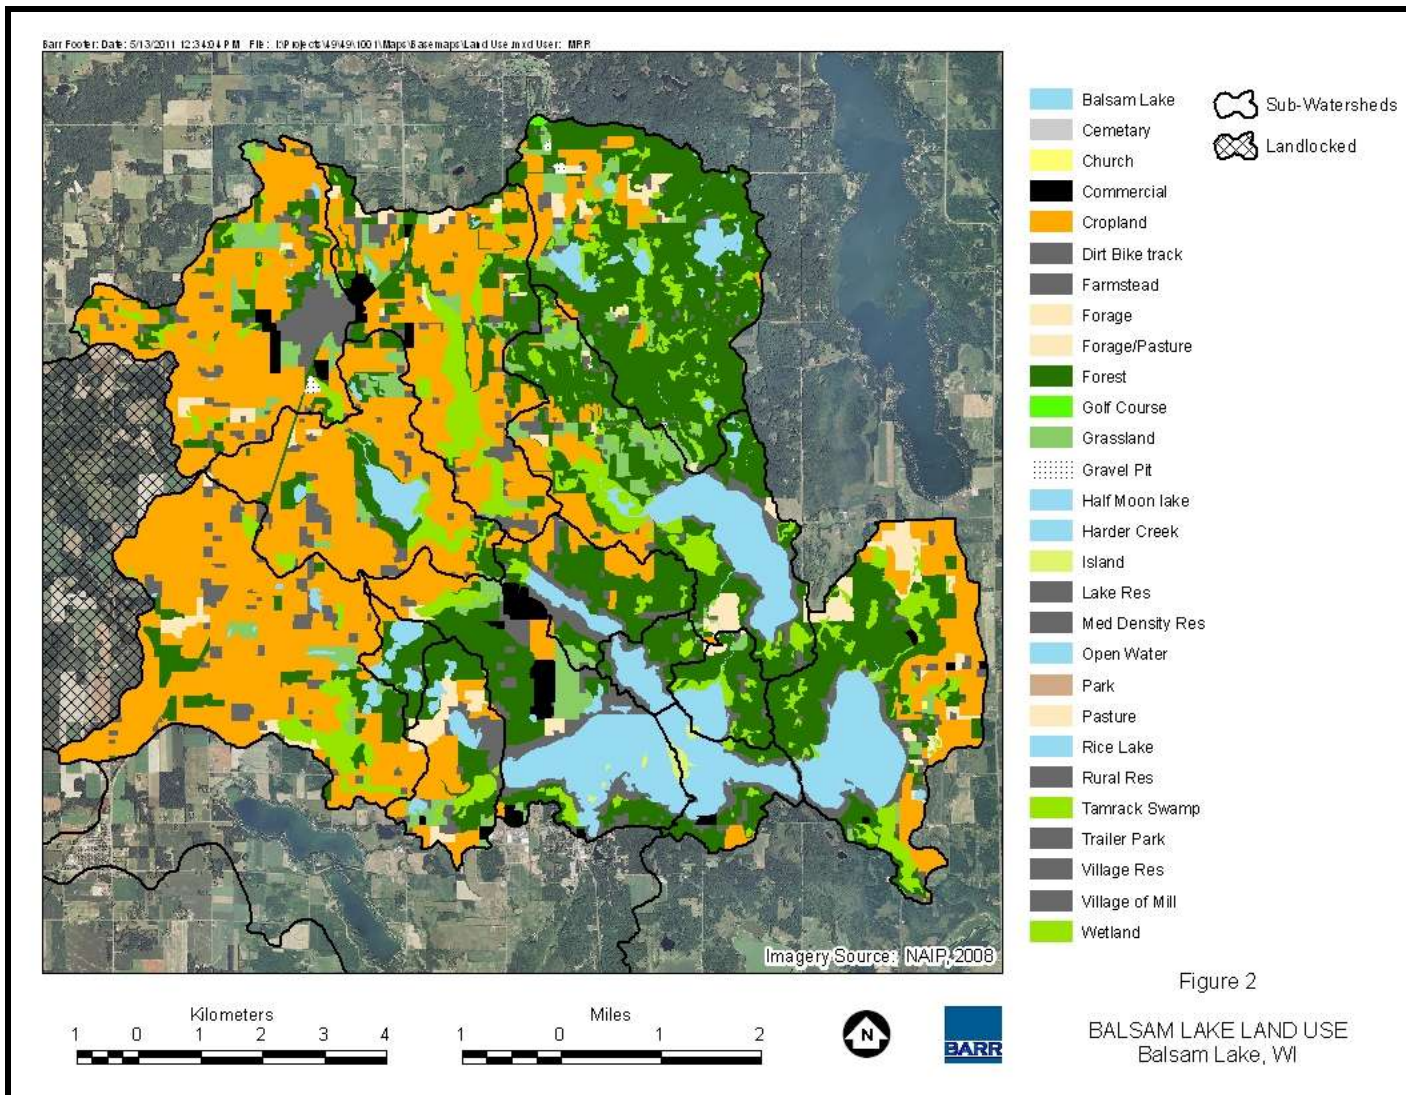 Barr Footer: Date: 5/13/2011 12:34:04 PM File: I:\Projects\49\49\1001\Maps\Basemaps\Land Use.mxd User: MRR
Balsam Lake
Cemetary
Church
Commercial
Cropland
Dirt Bike track
Farmstead
Forage
Forage/Pasture
Forest
Golf Course
Grassland
Gravel Pit
Half Moon lake
Harder Creek
Island
Lake Res
Med Density Res
Open Water
Park
Pasture
Rice Lake
Rural Res
Tamrack Swamp
Trailer Park
Village Res
Village of Mill
Wetland
Sub-Watersheds
Landlocked
Imagery Source: NAIP, 2008
Kilometers
1 0 1 2 3 4
Miles
1 0 1 2
N
BARR
Figure 2
BALSAM LAKE LAND USE
Balsam Lake, WI